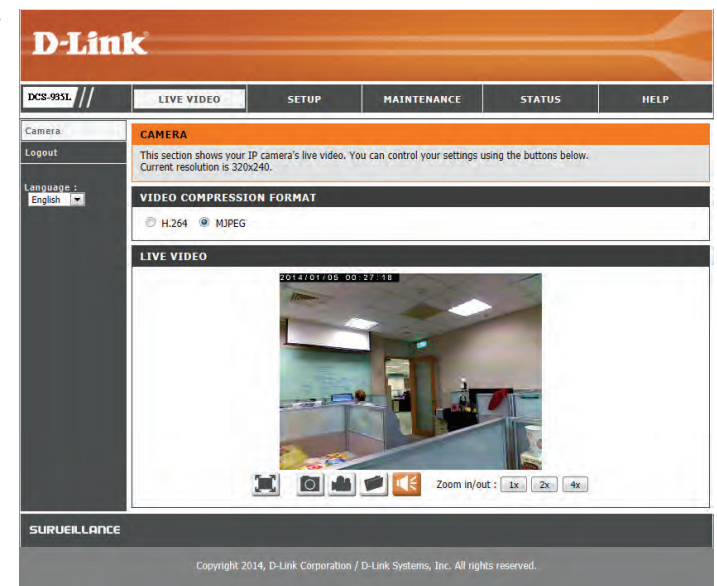 D-Link
DCS-935L // LIVE VIDEO SETUP MAINTENANCE STATUS HELP
Camera
Logout
Language :
English
CAMERA
This section shows your IP camera's live video. You can control your settings using the buttons below.
Current resolution is 320x240.
VIDEO COMPRESSION FORMAT
H.264 MJPEG
LIVE VIDEO
2014/01/05 00:27:18
Zoom in/out : 1x 2x 4x
SURVEILLANCE
Copyright 2014, D-Link Corporation / D-Link Systems, Inc. All rights reserved.